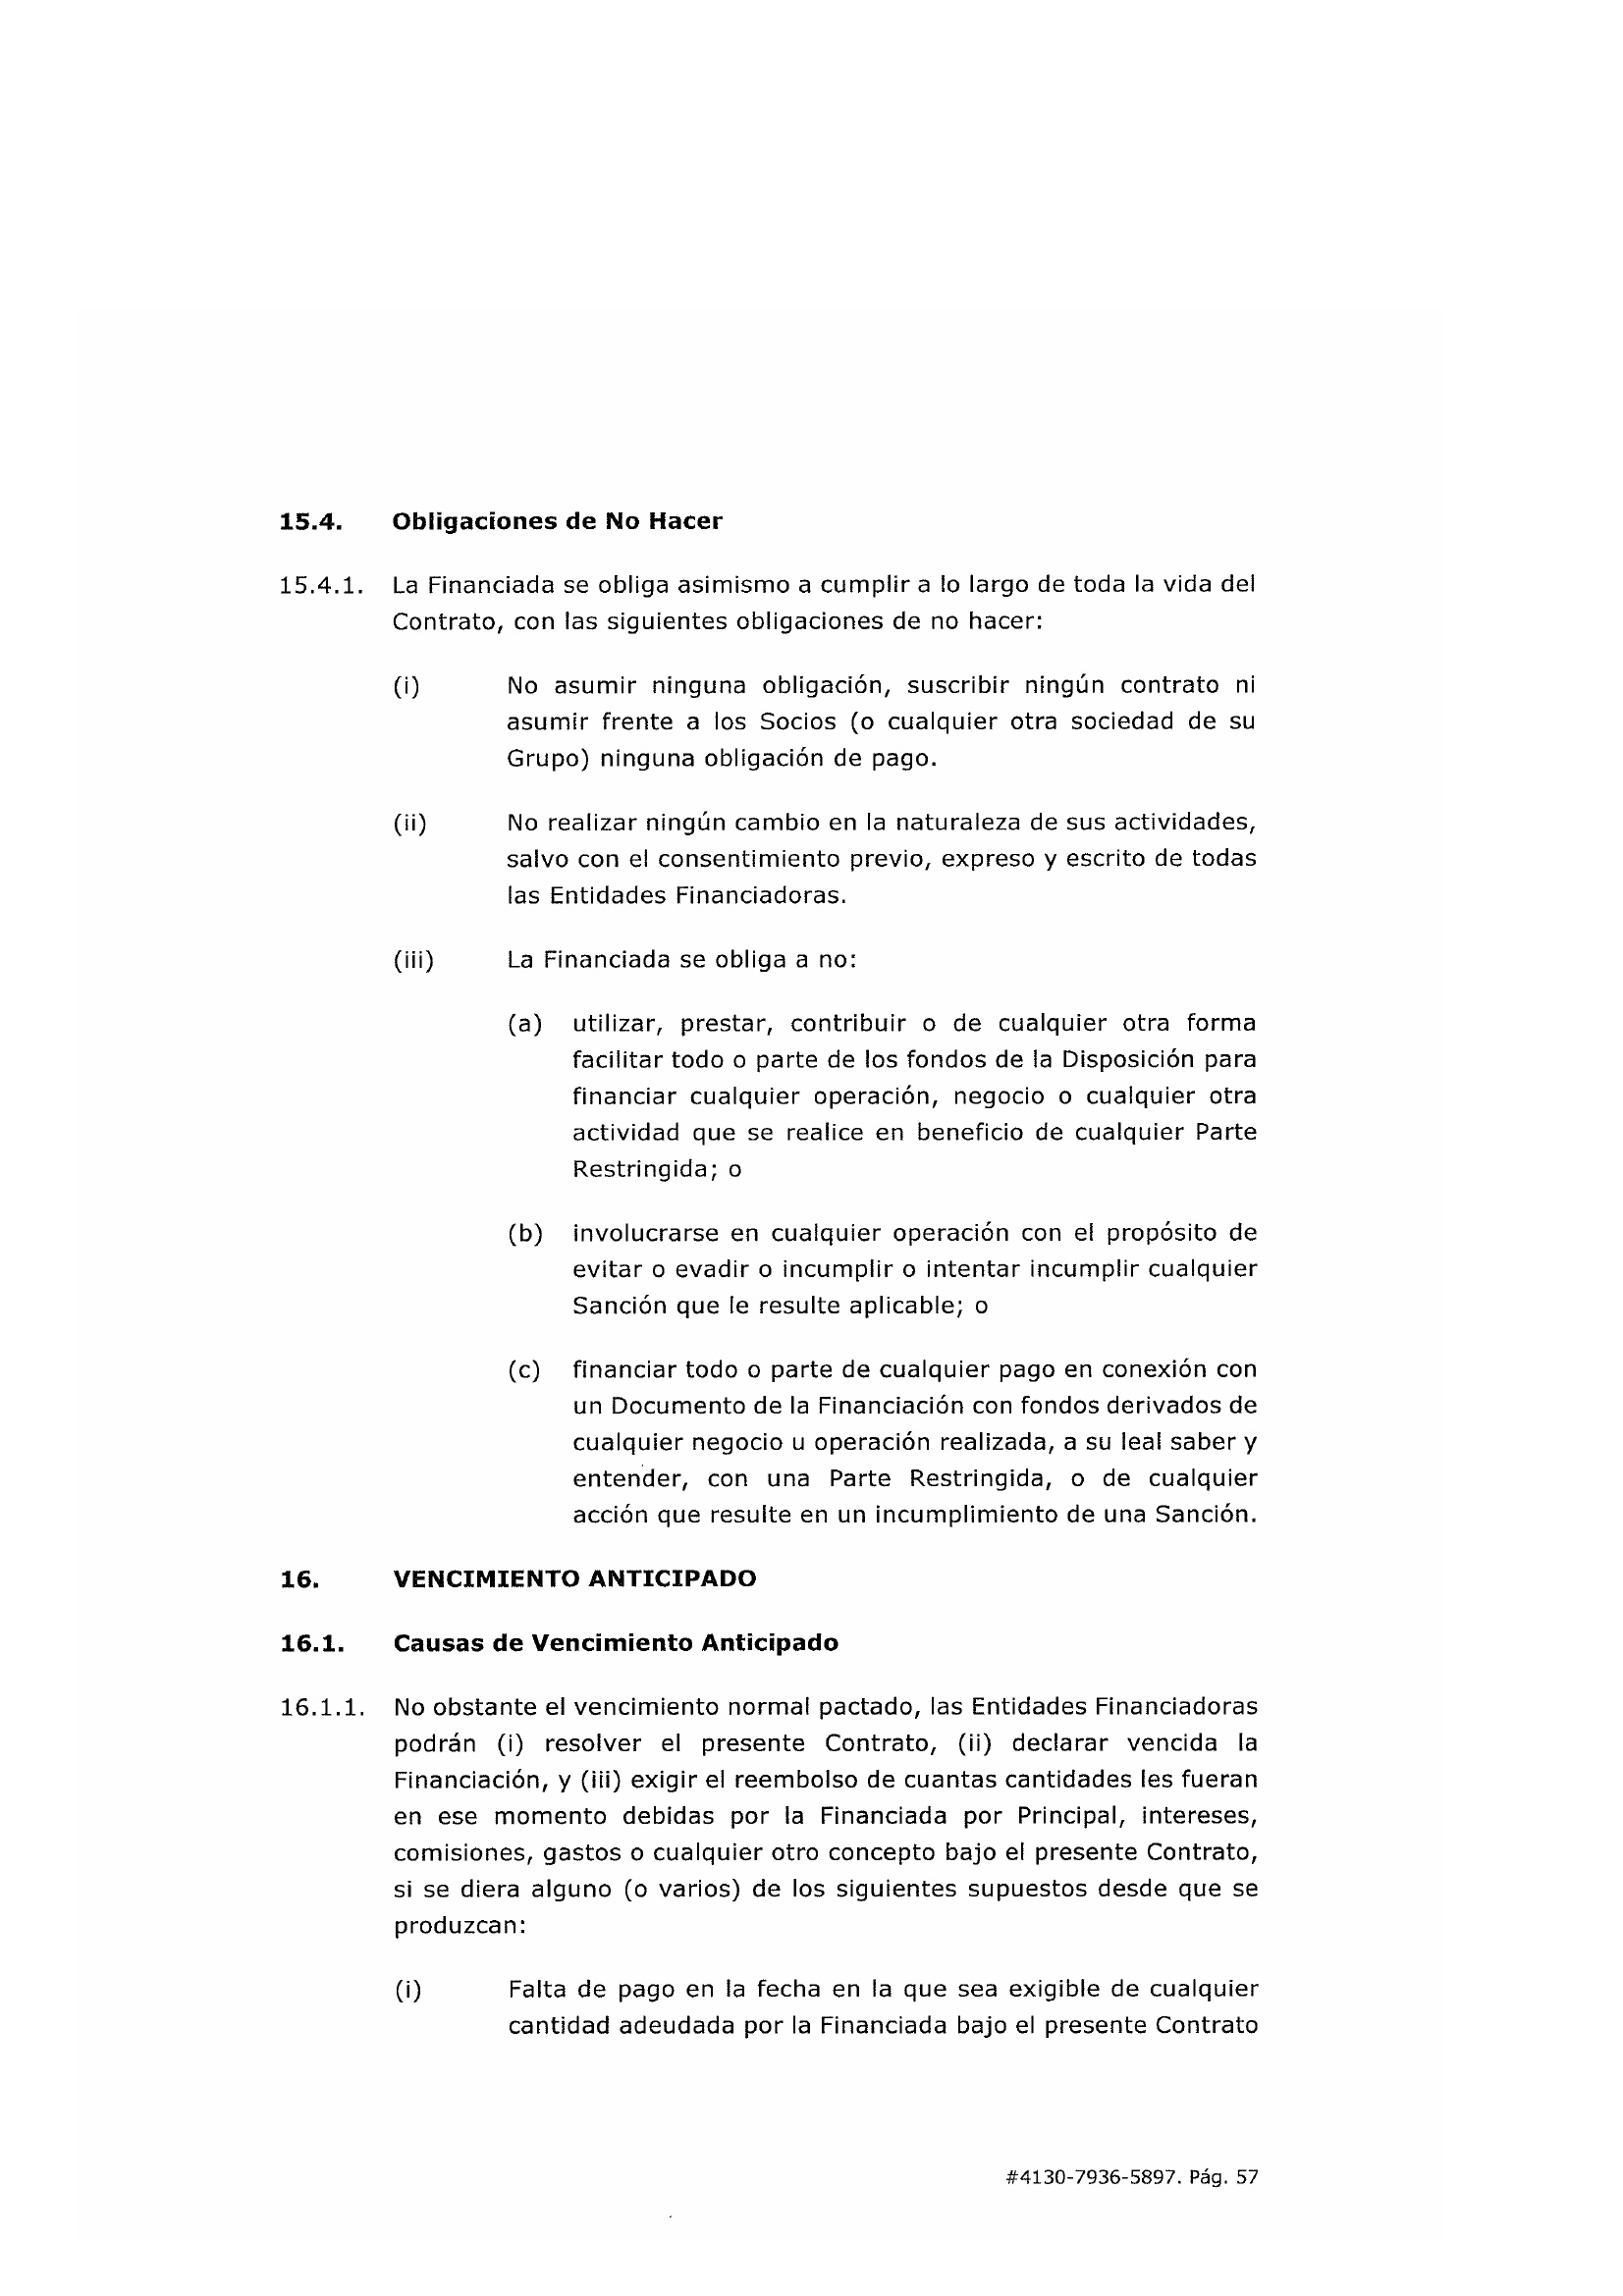 15.4. Obligaciones de No Hacer
15.4.1. La Financiada se obliga asimismo a cumplir a lo largo de toda la vida del
Contrato, con las siguientes obligaciones de no hacer:
(i) No asumir ninguna obligación, suscribir ningún contrato ni
asumir frente a los Socios (o cualquier otra sociedad de su
Grupo) ninguna obligación de pago.
(ii) No realizar ningún cambio en la naturaleza de sus actividades,
salvo con el consentimiento previo, expreso y escrito de todas
las Entidades Financiadoras.
(iii) La Financiada se obliga a no:
(a) utilizar, prestar, contribuir o de cualquier otra forma
facilitar todo o parte de los fondos de la Disposición para
financiar cualquier operación, negocio o cualquier otra
actividad que se realice en beneficio de cualquier Parte
Restringida; o
(b) involucrarse en cualquier operación con el propósito de
evitar o evadir o incumplir o intentar incumplir cualquier
Sanción que le resulte aplicable; o
(c) financiar todo o parte de cualquier pago en conexión con
un Documento de la Financiación con fondos derivados de
cualquier negocio u operación realizada, a su leal saber y
entender, con una Parte Restringida, o de cualquier
acción que resulte en un incumplimiento de una Sanción.
16. VENCIMIENTO ANTICIPADO
16.1. Causas de Vencimiento Anticipado
16.1.1. No obstante el vencimiento normal pactado, las Entidades Financiadoras
podrán (i) resolver el presente Contrato, (ii) declarar vencida la
Financiación, y (iii) exigir el reembolso de cuantas cantidades les fueran
en ese momento debidas por la Financiada por Principal, intereses,
comisiones, gastos o cualquier otro concepto bajo el presente Contrato,
si se diera alguno (o varios) de los siguientes supuestos desde que se
produzcan:
(i) Falta de pago en la fecha en la que sea exigible de cualquier
cantidad adeudada por la Financiada bajo el presente Contrato
#4130-7936-5897. Pág. 57